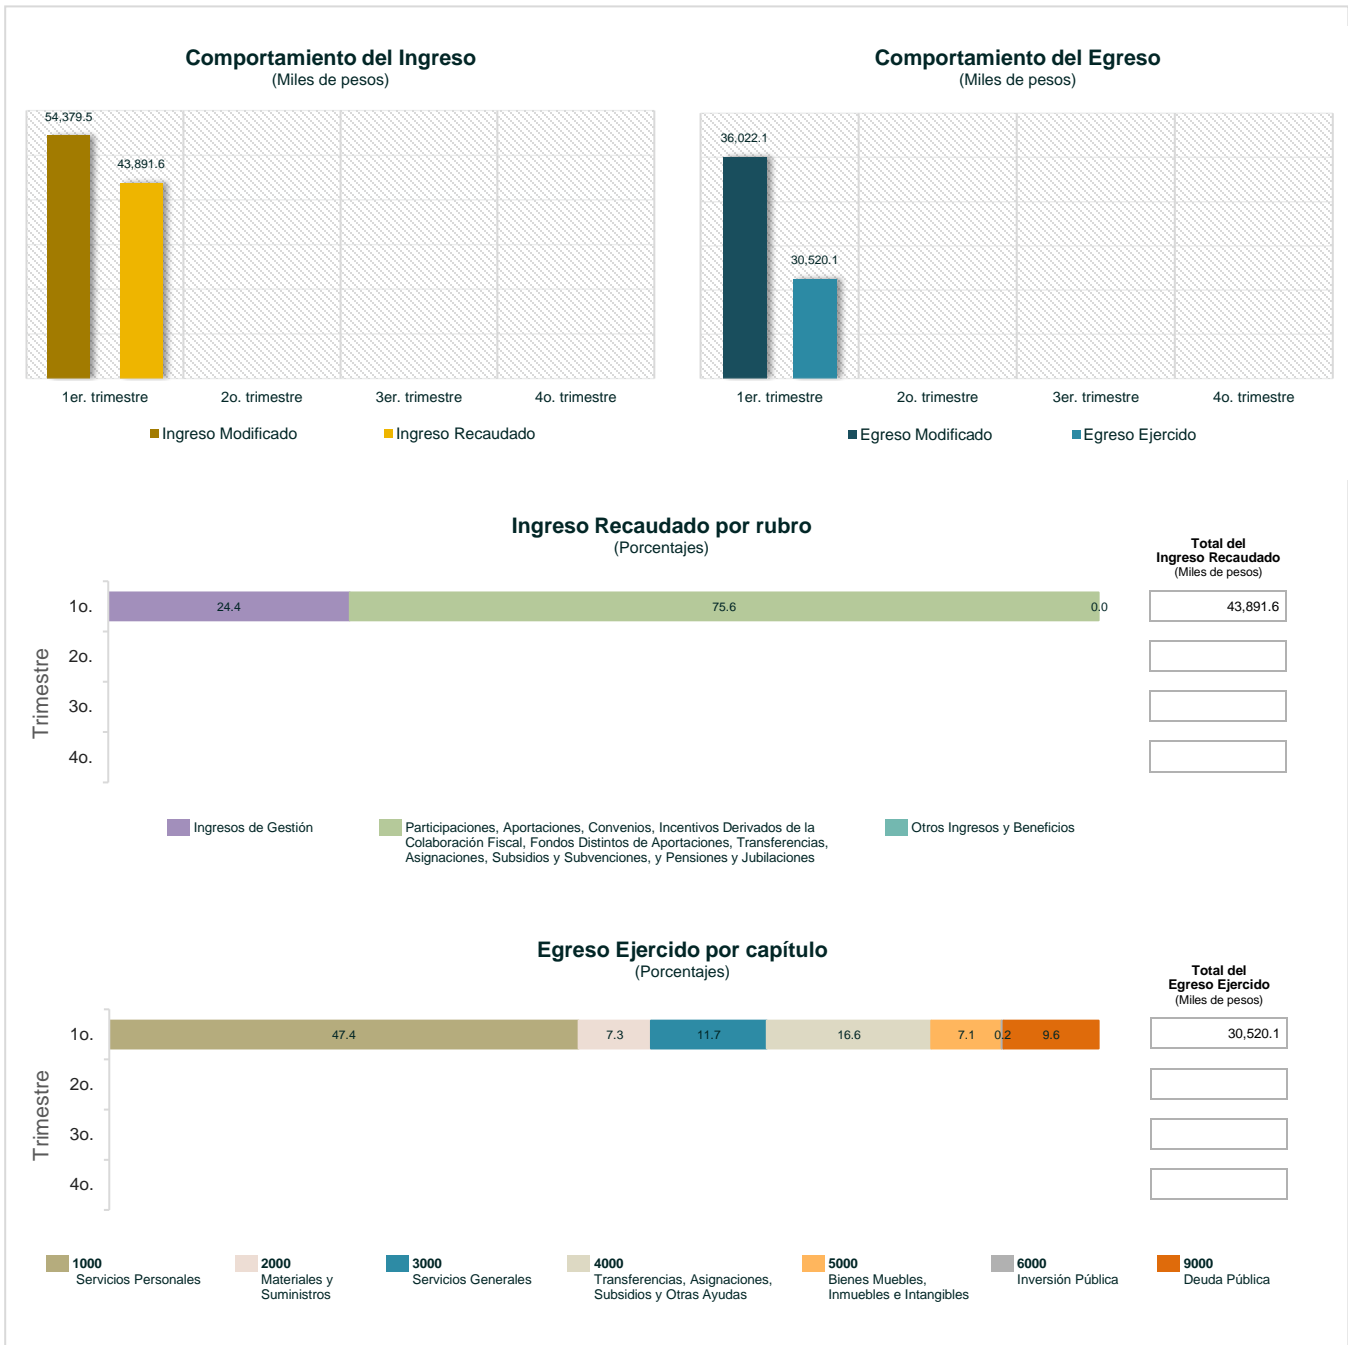 Comportamiento del Ingreso
(Miles de pesos)
54,379.5
43,891.6
1er. trimestre
2o. trimestre
3er. trimestre
4o. trimestre
Ingreso Modificado
Ingreso Recaudado
Comportamiento del Egreso
(Miles de pesos)
36,022.1
30,520.1
1er. trimestre
2o. trimestre
3er. trimestre
4o. trimestre
Egreso Modificado
Egreso Ejercido
Ingreso Recaudado por rubro
(Porcentajes)
Total del
Ingreso Recaudado
(Miles de pesos)
Trimestre
1o.
24.4
75.6
0.0
43,891.6
2o.
3o.
4o.
Ingresos de Gestión
Participaciones, Aportaciones, Convenios, Incentivos Derivados de la
Colaboración Fiscal, Fondos Distintos de Aportaciones, Transferencias,
Asignaciones, Subsidios y Subvenciones, y Pensiones y Jubilaciones
Otros Ingresos y Beneficios
Egreso Ejercido por capítulo
(Porcentajes)
Total del
Egreso Ejercido
(Miles de pesos)
Trimestre
1o.
47.4
7.3
11.7
16.6
7.1
0.2
9.6
30,520.1
2o.
3o.
4o.
1000
Servicios Personales
2000
Materiales y
Suministros
3000
Servicios Generales
4000
Transferencias, Asignaciones,
Subsidios y Otras Ayudas
5000
Bienes Muebles,
Inmuebles e Intangibles
6000
Inversión Pública
9000
Deuda Pública